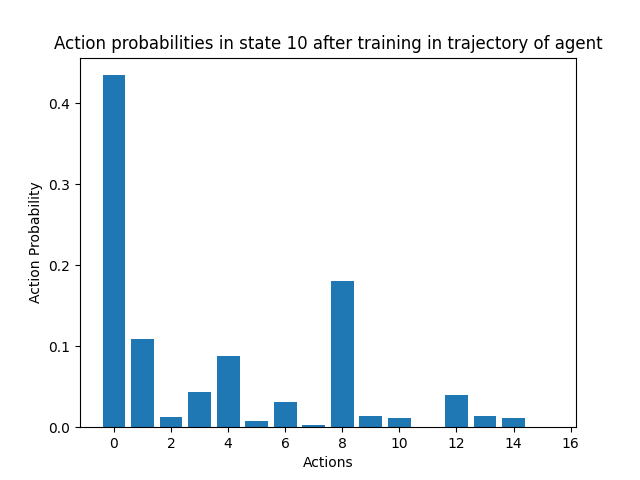 Action probabilities in state 10 after training in trajectory of agent
0.4
0.3
0.2
0.1
0.0
Action Probability
0 2 4 6 8 10 12 14 16
Actions